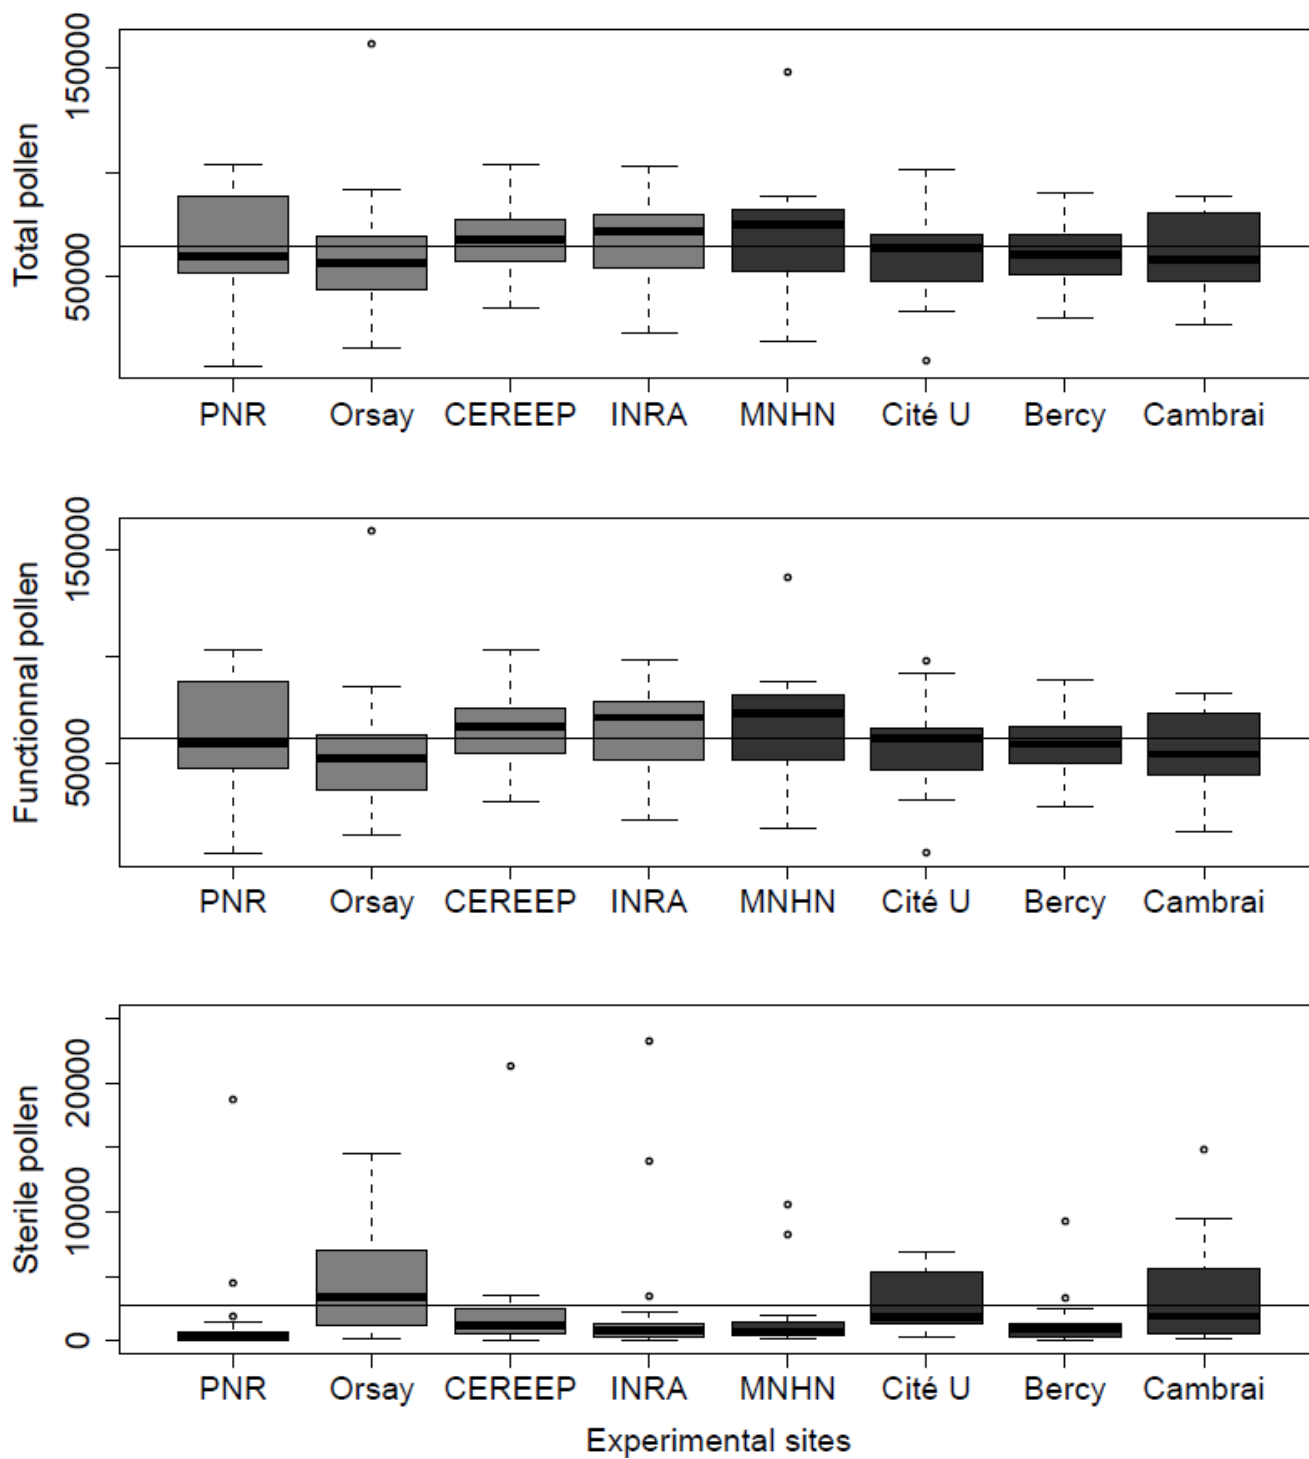 Total pollen
150000
50000
PNR Orsay CEREEP INRA MNHN Cité U Bercy Cambrai
Functionnal pollen
150000
50000
PNR Orsay CEREEP INRA MNHN Cité U Bercy Cambrai
Sterile pollen
20000
10000
0
PNR Orsay CEREEP INRA MNHN Cité U Bercy Cambrai
Experimental sites